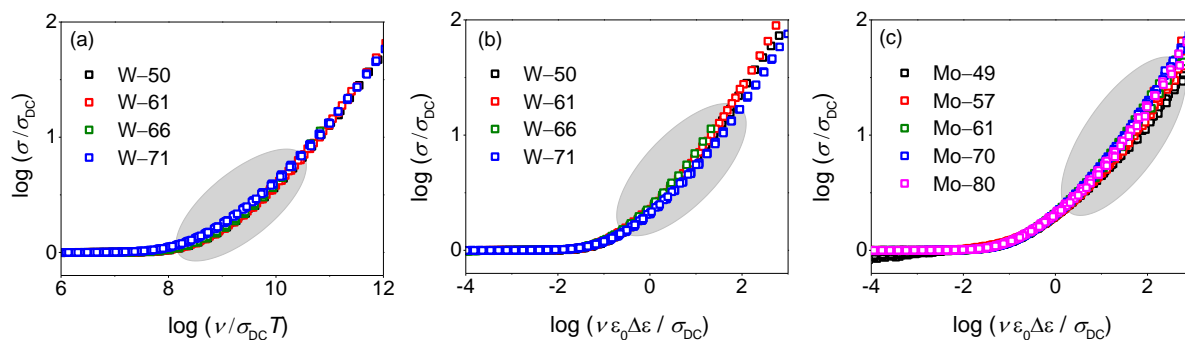 (a)
W–50
W–61
W–66
W–71
log (σ/σDC)
2
1
0
6 8 10 12
log (ν/σDCT)
(b)
W–50
W–61
W–66
W–71
log (σ/σDC)
2
1
0
-4 -2 0 2
log (ν ε0Δε / σDC)
(c)
Mo–49
Mo–57
Mo–61
Mo–70
Mo–80
log (σ/σDC)
2
1
0
-4 -2 0 2
log (ν ε0Δε / σDC)